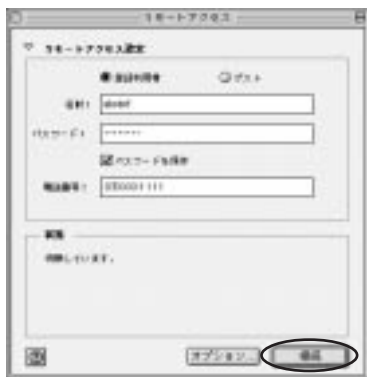 リモートアクセス
▽ リモートアクセス設定
登録利用者 ゲスト
名前：
パスワード： ･･･････
パスワードを保存
電話番号：
状態
待機しています。
オプション... 接続